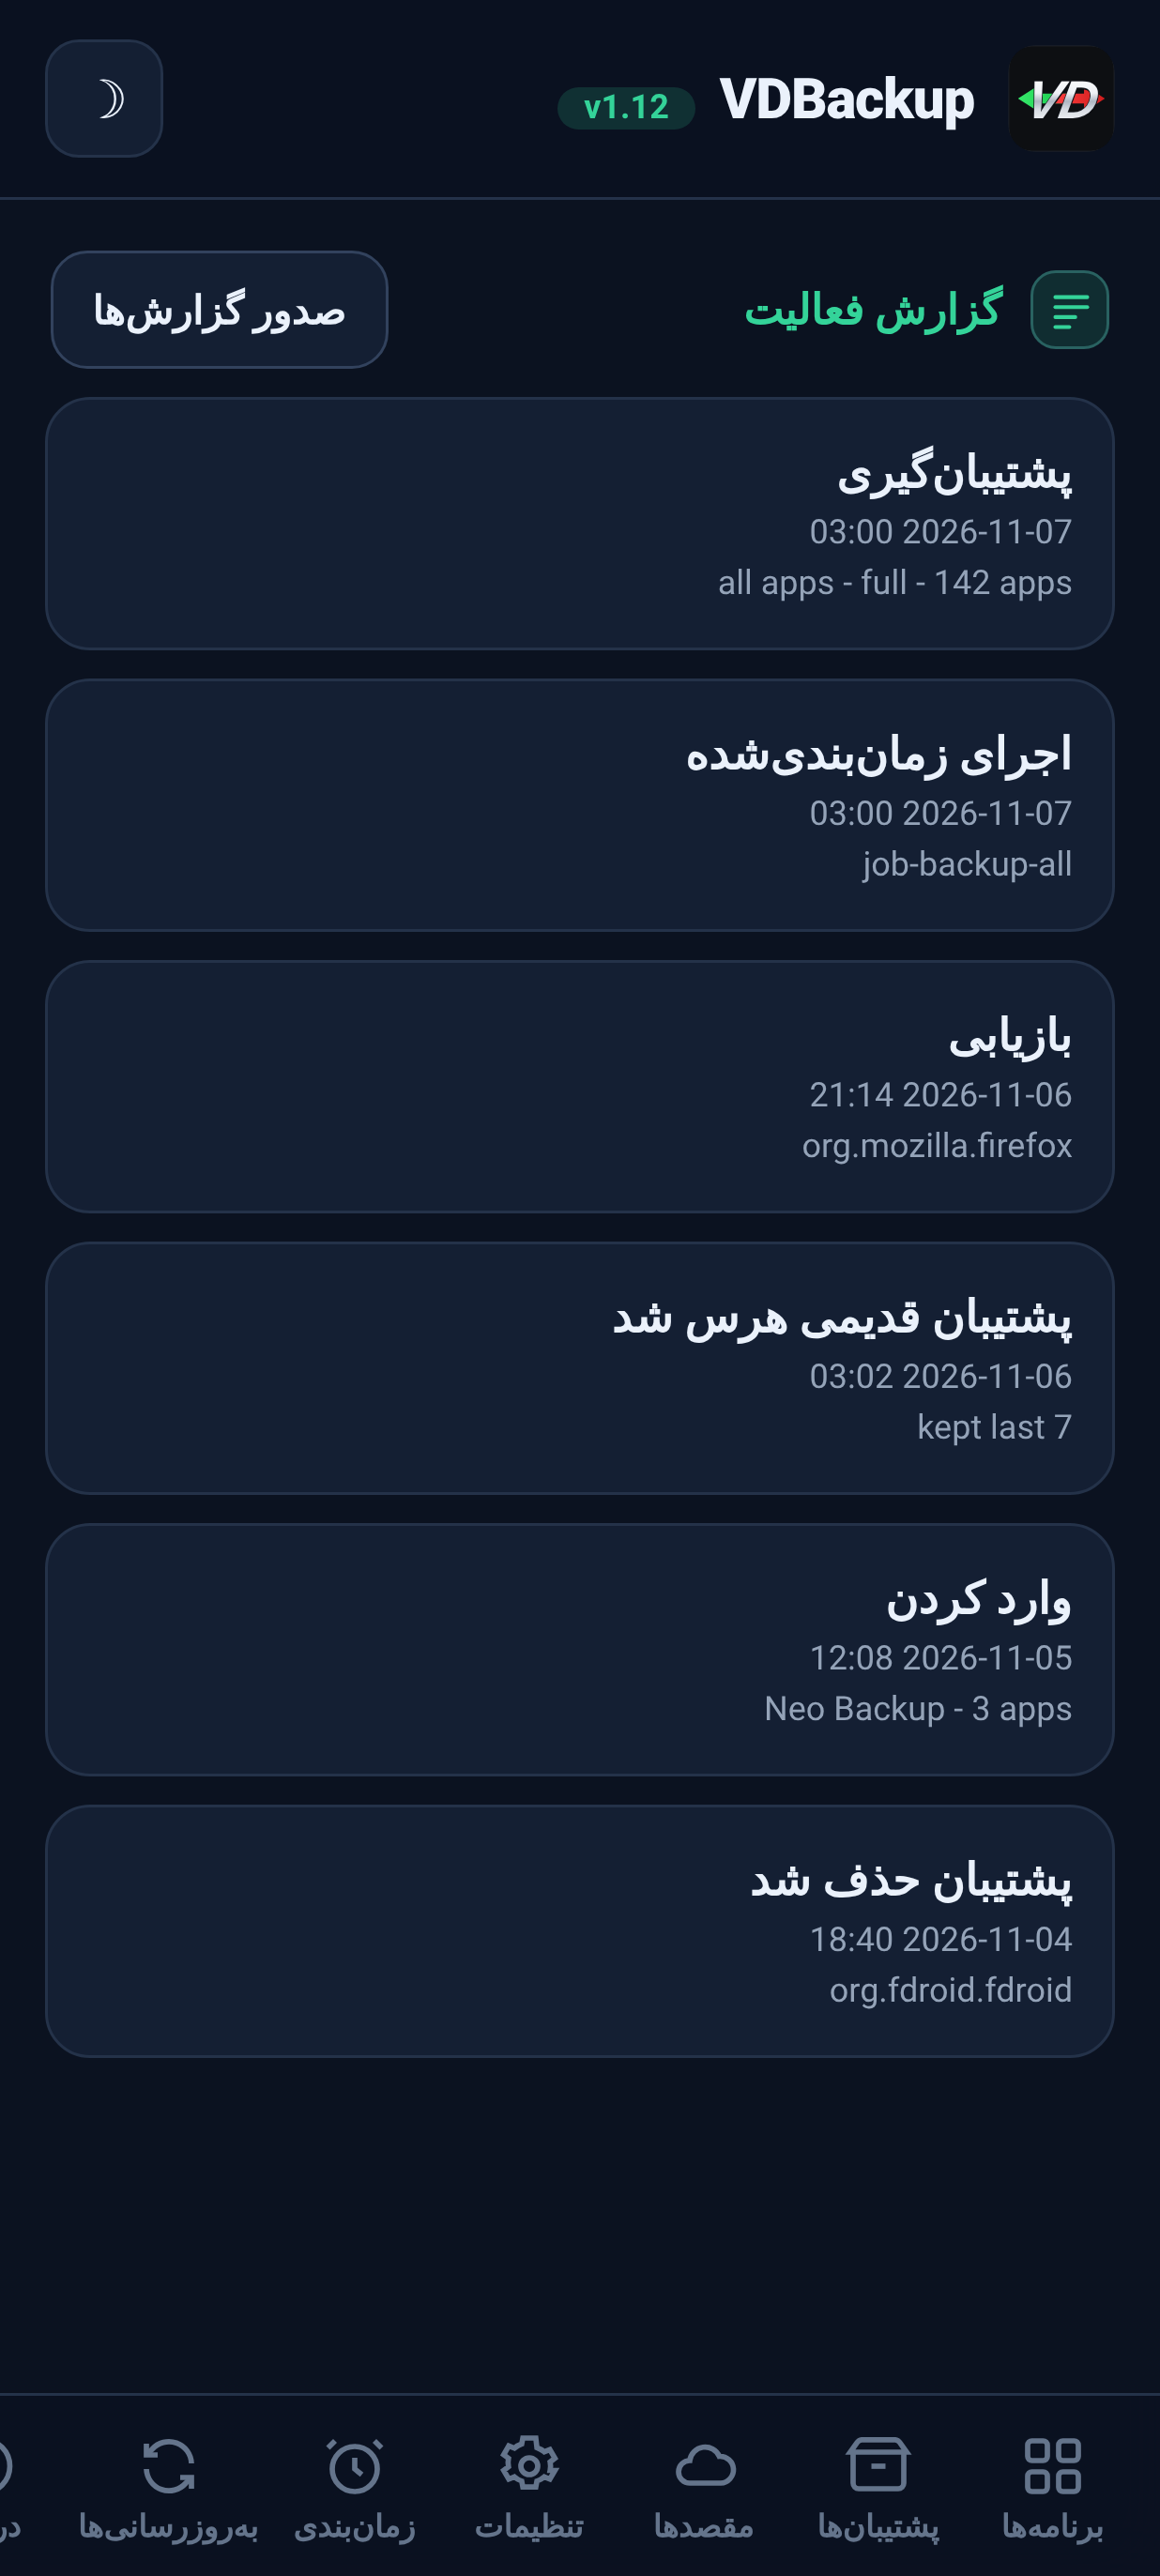 VD
VDBackup v1.12
گزارش فعالیت
صدور گزارش‌ها
پشتیبان‌گیری
03:00 2026-11-07
all apps - full - 142 apps
اجرای زمان‌بندی‌شده
03:00 2026-11-07
job-backup-all
بازیابی
21:14 2026-11-06
org.mozilla.firefox
پشتیبان قدیمی هرس شد
03:02 2026-11-06
kept last 7
وارد کردن
12:08 2026-11-05
Neo Backup - 3 apps
پشتیبان حذف شد
18:40 2026-11-04
org.fdroid.fdroid
برنامه‌ها
پشتیبان‌ها
مقصدها
تنظیمات
زمان‌بندی
به‌روزرسانی‌ها